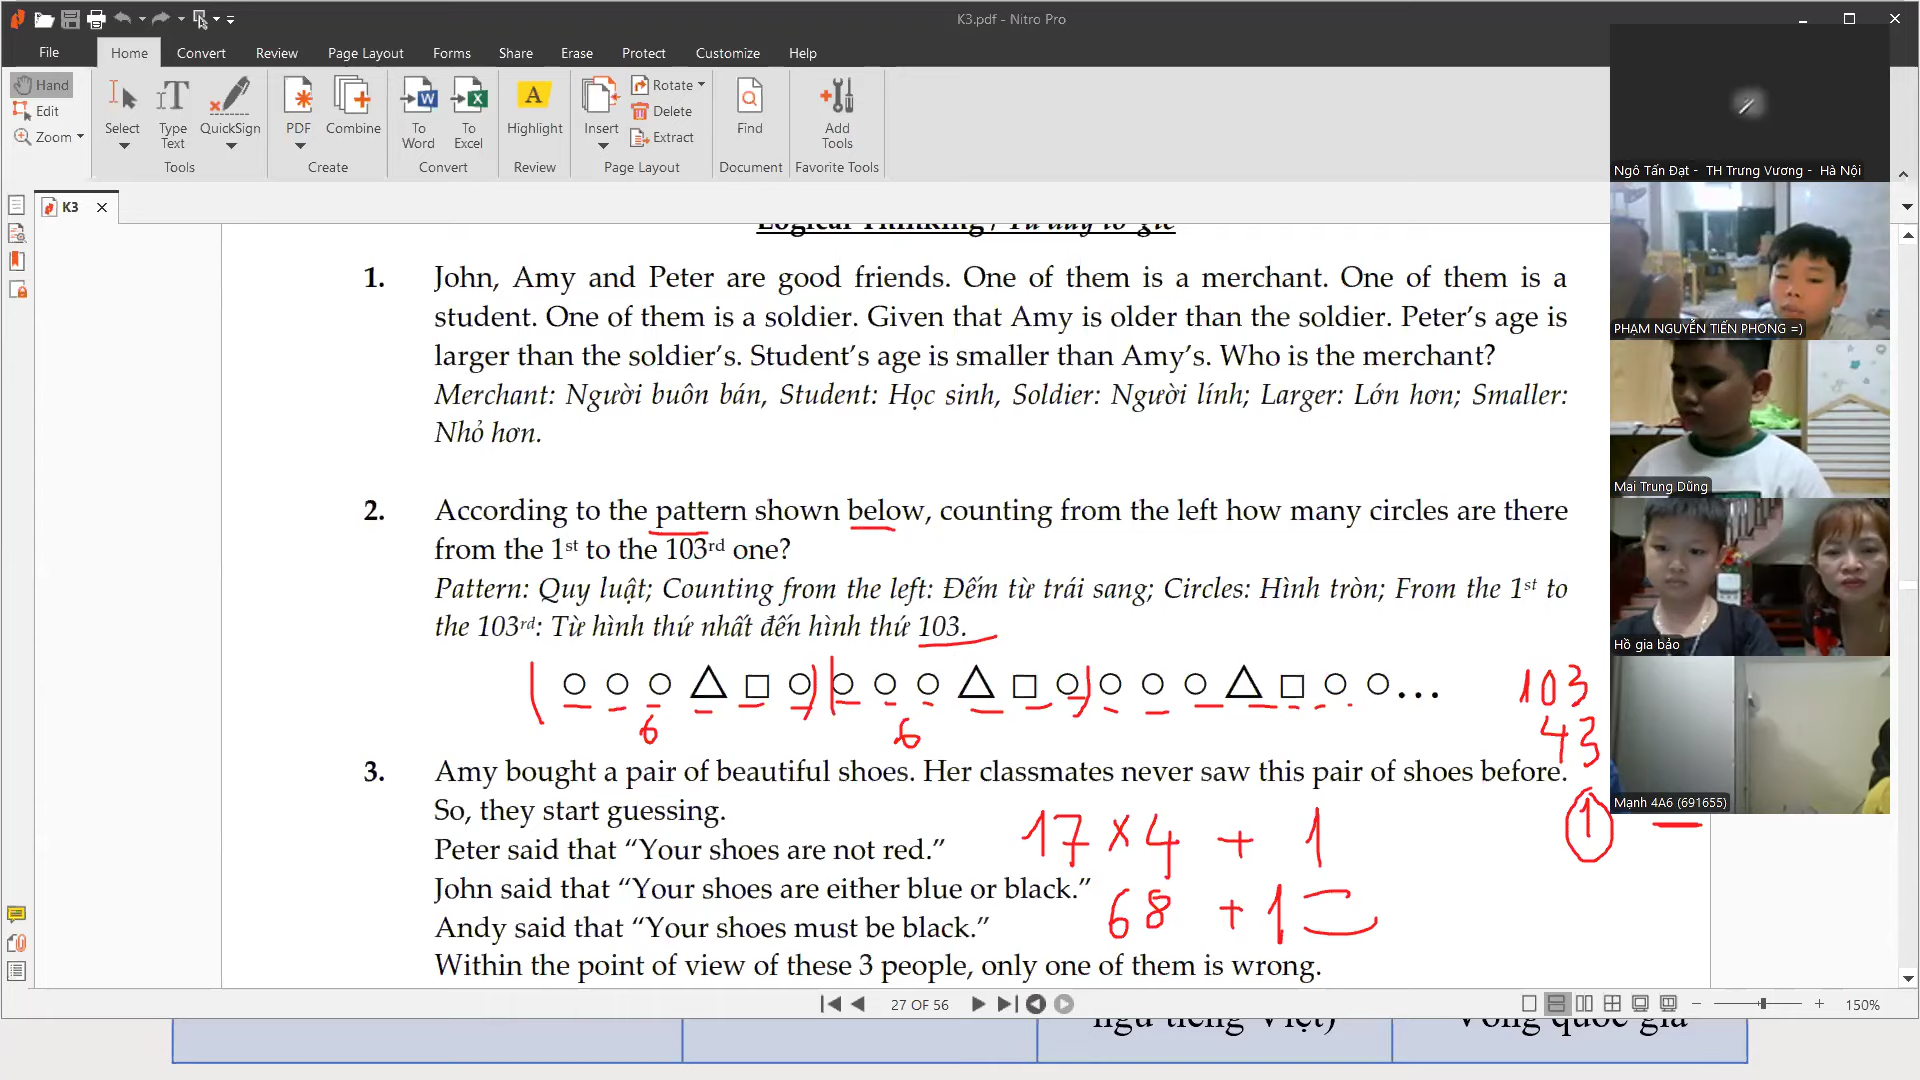 K3.pdf - Nitro Pro
File Home Convert Review Page Layout Forms Share Erase Protect Customize Help
Hand
Edit
Zoom
Select
Type Text
QuickSign
Tools
PDF
Combine
Create
To Word
To Excel
Convert
Highlight
Review
Insert
Rotate
Delete
Extract
Page Layout
Find
Document
Add Tools
Favorite Tools
K3
Logical Thinking / Tư duy lô gic
1. John, Amy and Peter are good friends. One of them is a merchant. One of them is a
student. One of them is a soldier. Given that Amy is older than the soldier. Peter’s age is
larger than the soldier’s. Student’s age is smaller than Amy’s. Who is the merchant?
Merchant: Người buôn bán, Student: Học sinh, Soldier: Người lính; Larger: Lớn hơn; Smaller:
Nhỏ hơn.
2. According to the pattern shown below, counting from the left how many circles are there
from the 1st to the 103rd one?
Pattern: Quy luật; Counting from the left: Đếm từ trái sang; Circles: Hình tròn; From the 1st to
the 103rd: Từ hình thứ nhất đến hình thứ 103.
6 6
103
43
1
3. Amy bought a pair of beautiful shoes. Her classmates never saw this pair of shoes before.
So, they start guessing.
Peter said that “Your shoes are not red.”
17 × 4 + 1
John said that “Your shoes are either blue or black.”
68 + 1 =
Andy said that “Your shoes must be black.”
Within the point of view of these 3 people, only one of them is wrong.
27 OF 56
150%
ngữ tiếng Việt)
Vòng quốc gia
Ngô Tấn Đạt - TH Trưng Vương - Hà Nội
PHẠM NGUYỄN TIẾN PHONG =)
Mai Trung Dũng
Hồ gia bảo
Mạnh 4A6 (691655)